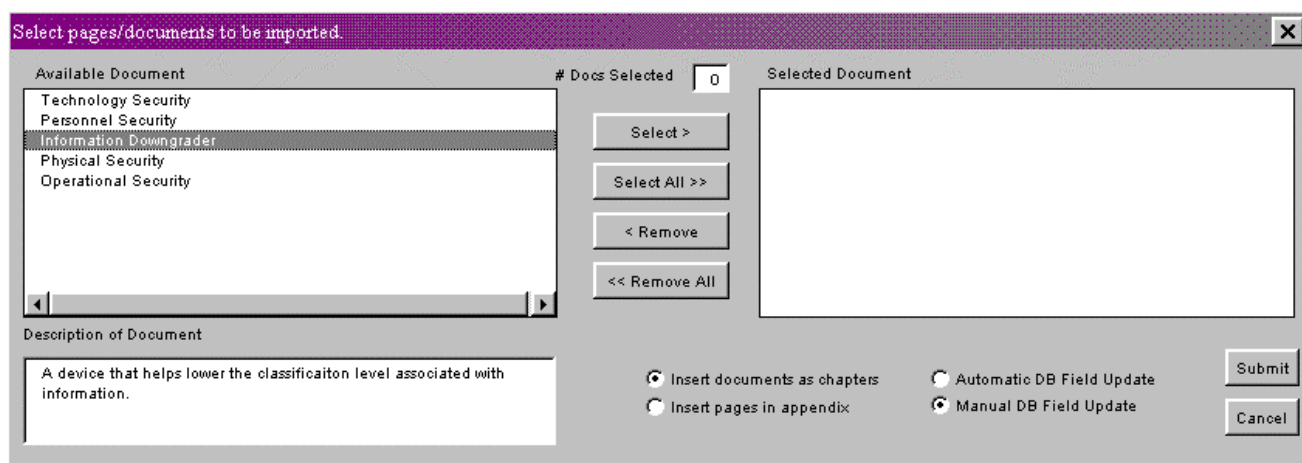 Select pages/documents to be imported.
Available Document
# Docs Selected 0
Selected Document
Technology Security
Personnel Security
Information Downgrader
Physical Security
Operational Security
Select >
Select All >>
< Remove
<< Remove All
Description of Document
A device that helps lower the classificaiton level associated with
information.
Insert documents as chapters
Insert pages in appendix
Automatic DB Field Update
Manual DB Field Update
Submit
Cancel